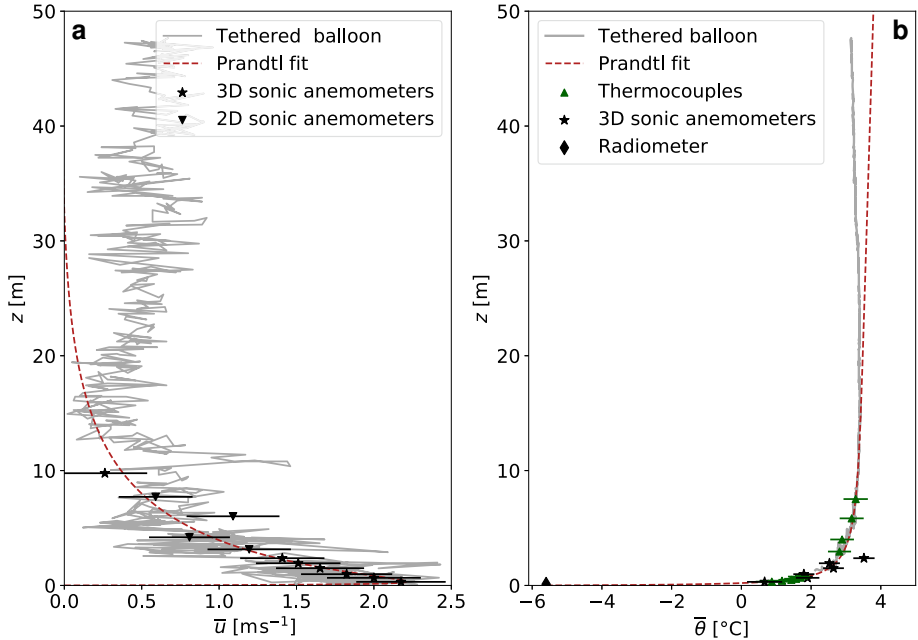 a
Tethered  balloon
Prandtl fit
3D sonic anemometers
2D sonic anemometers
50
40
30
20
10
0
z [m]
0.0 0.5 1.0 1.5 2.0 2.5
u̅ [ms⁻¹]
b
Tethered balloon
Prandtl fit
Thermocouples
3D sonic anemometers
Radiometer
50
40
30
20
10
0
z [m]
−6 −4 −2 0 2 4
θ̅ [°C]